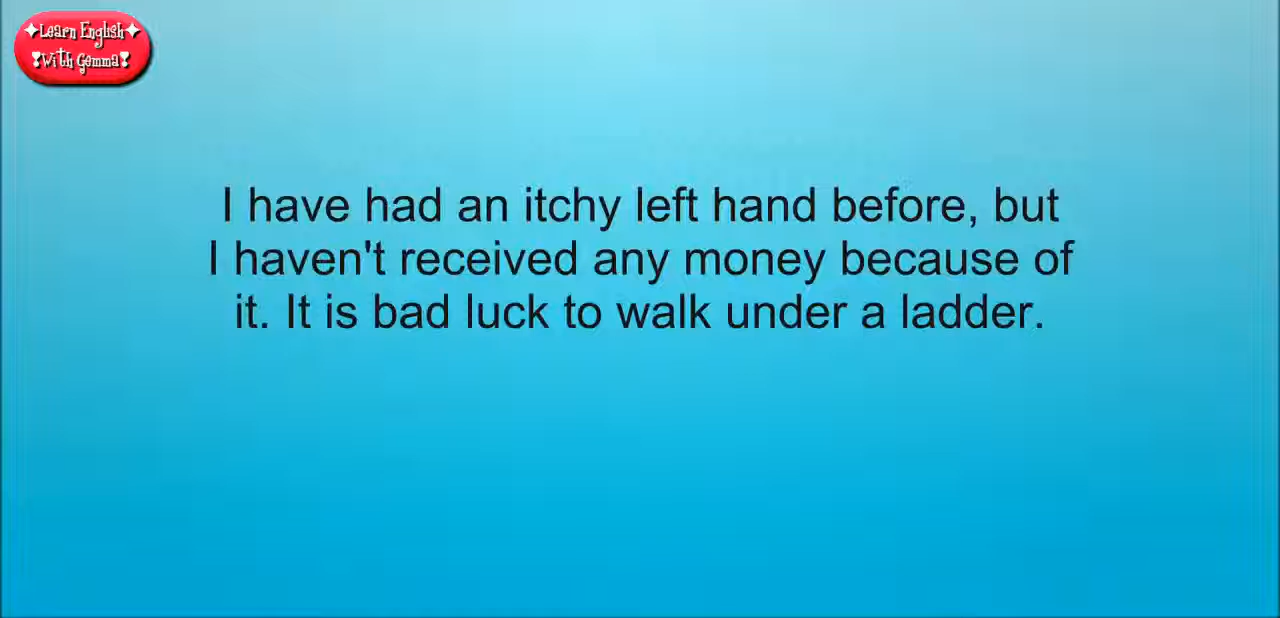 Learn English
With Gemma
I have had an itchy left hand before, but
I haven't received any money because of
it. It is bad luck to walk under a ladder.